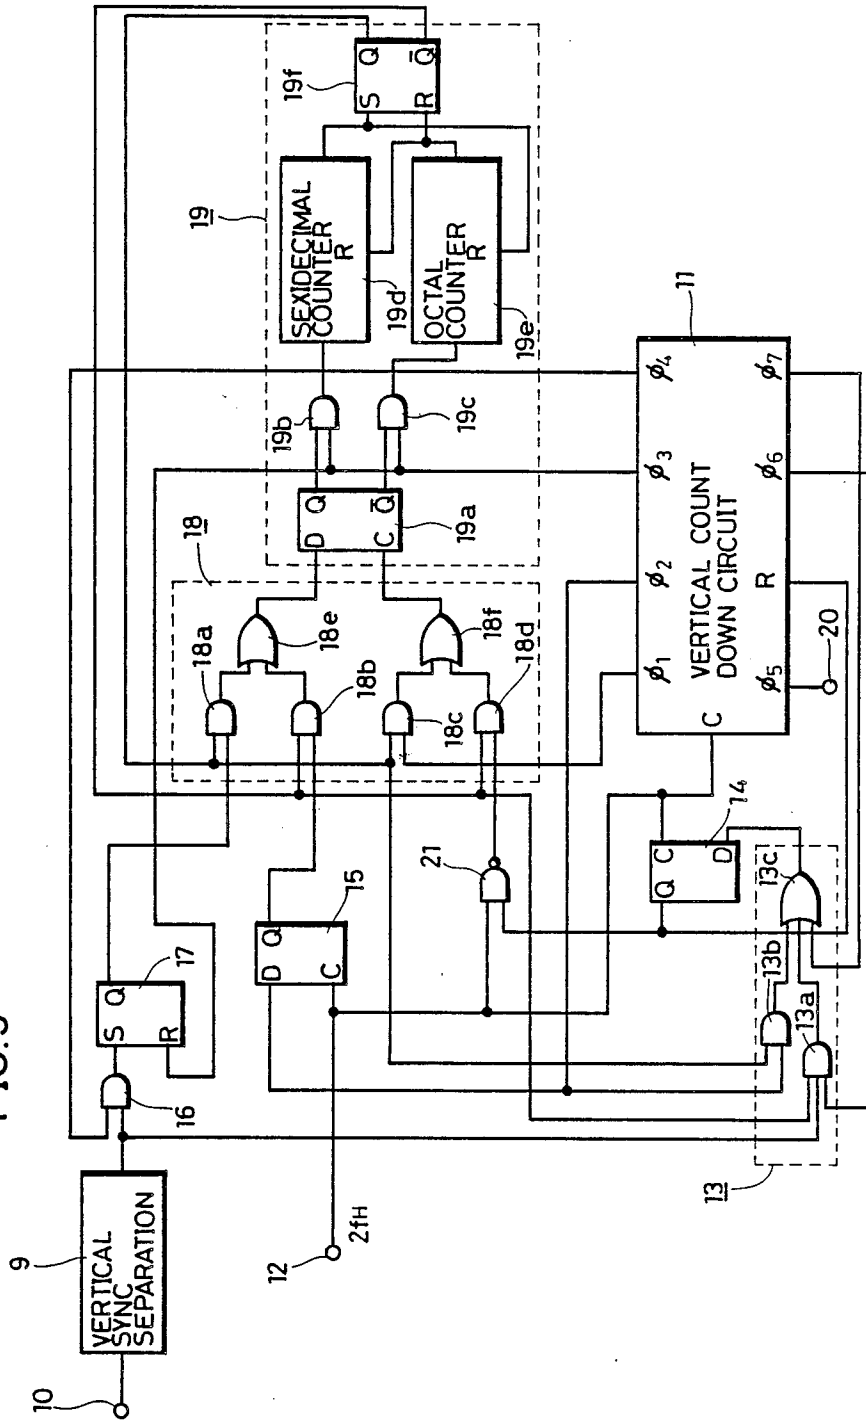 FIG.3
10
9
VERTICAL
SYNC
SEPARATION
16
S
R
Q
17
12
2fH
D
C
Q
15
21
18
18a
18b
18c
18d
18e
18f
19
D
C
Q
Q̅
19a
19b
19c
SEXIDECIMAL
COUNTER
R
19d
OCTAL
COUNTER
R
19e
19f
S
R
Q
Q̅
13
13a
13b
13c
14
Q
C
D
11
C
VERTICAL COUNT
DOWN CIRCUIT
ϕ1
ϕ2
ϕ3
ϕ4
ϕ5
R
ϕ6
ϕ7
20